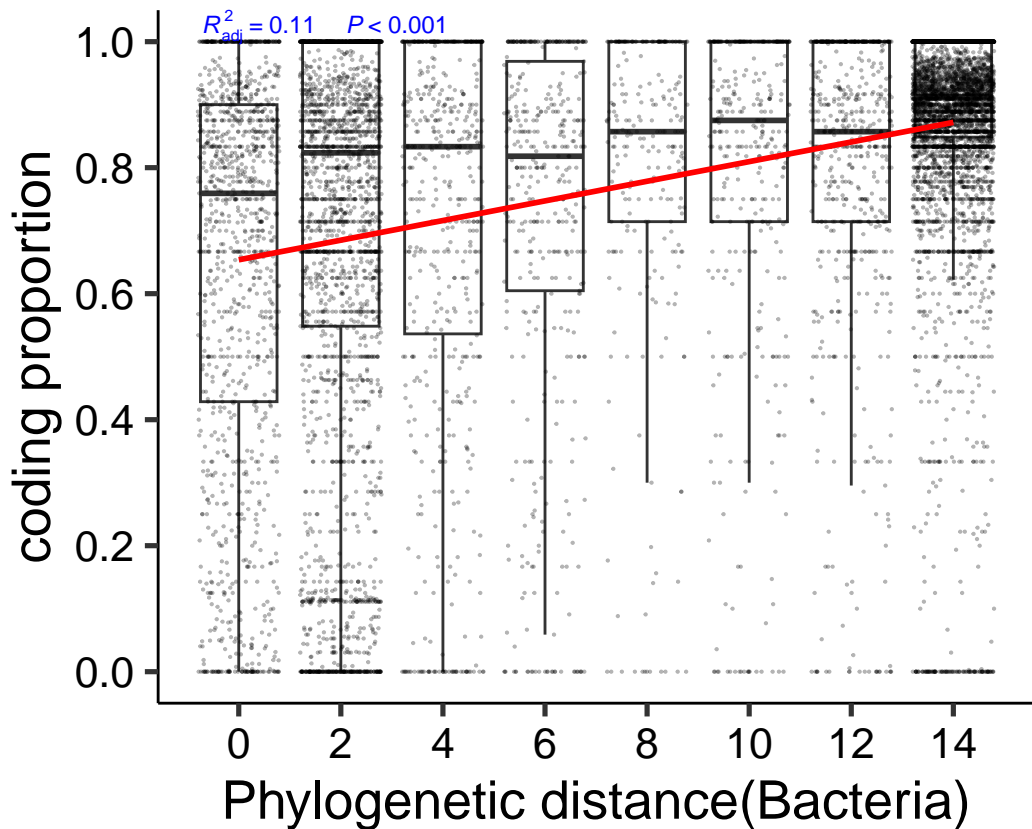 R²adj = 0.11 P < 0.001
1.0
0.8
0.6
0.4
0.2
0.0
coding proportion
0 2 4 6 8 10 12 14
Phylogenetic distance(Bacteria)